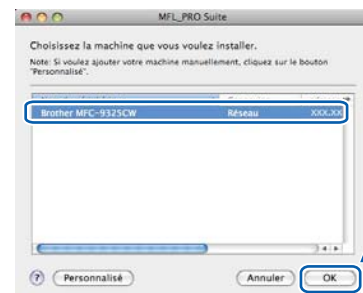 MFL_PRO Suite
Choisissez la machine que vous voulez installer.
Note: Si voulez ajouter votre machine manuellement, cliquez sur le bouton
"Personnalisé".
Brother MFC-9325CW Réseau XXX.XX
? Personnalisé Annuler OK